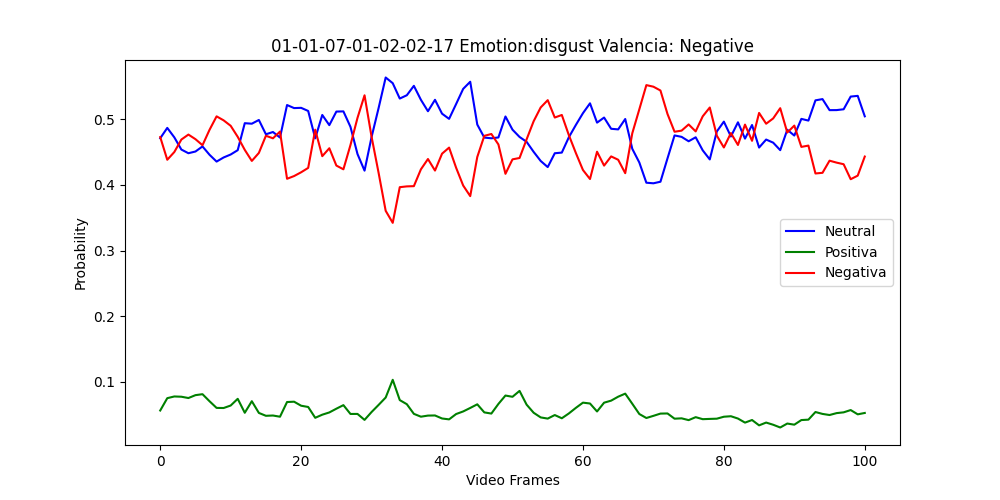 01-01-07-01-02-02-17 Emotion:disgust Valencia: Negative
0.5
0.4
0.3
0.2
0.1
Probability
Neutral
Positiva
Negativa
0 20 40 60 80 100
Video Frames